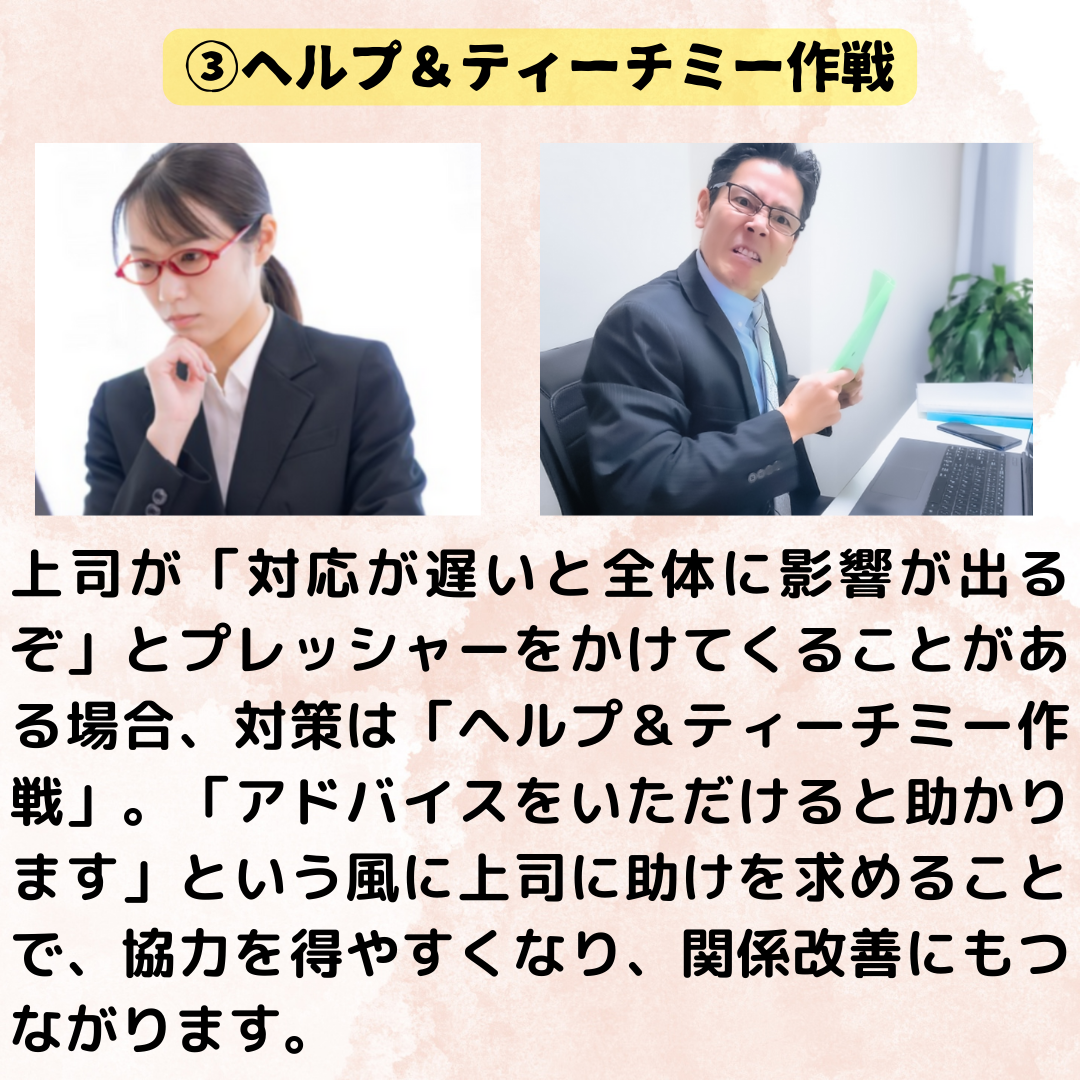 ③ヘルプ＆ティーチミー作戦
上司が「対応が遅いと全体に影響が出る
ぞ」とプレッシャーをかけてくることがあ
る場合、対策は「ヘルプ＆ティーチミー作
戦」。「アドバイスをいただけると助かり
ます」という風に上司に助けを求めること
で、協力を得やすくなり、関係改善にもつ
ながります。